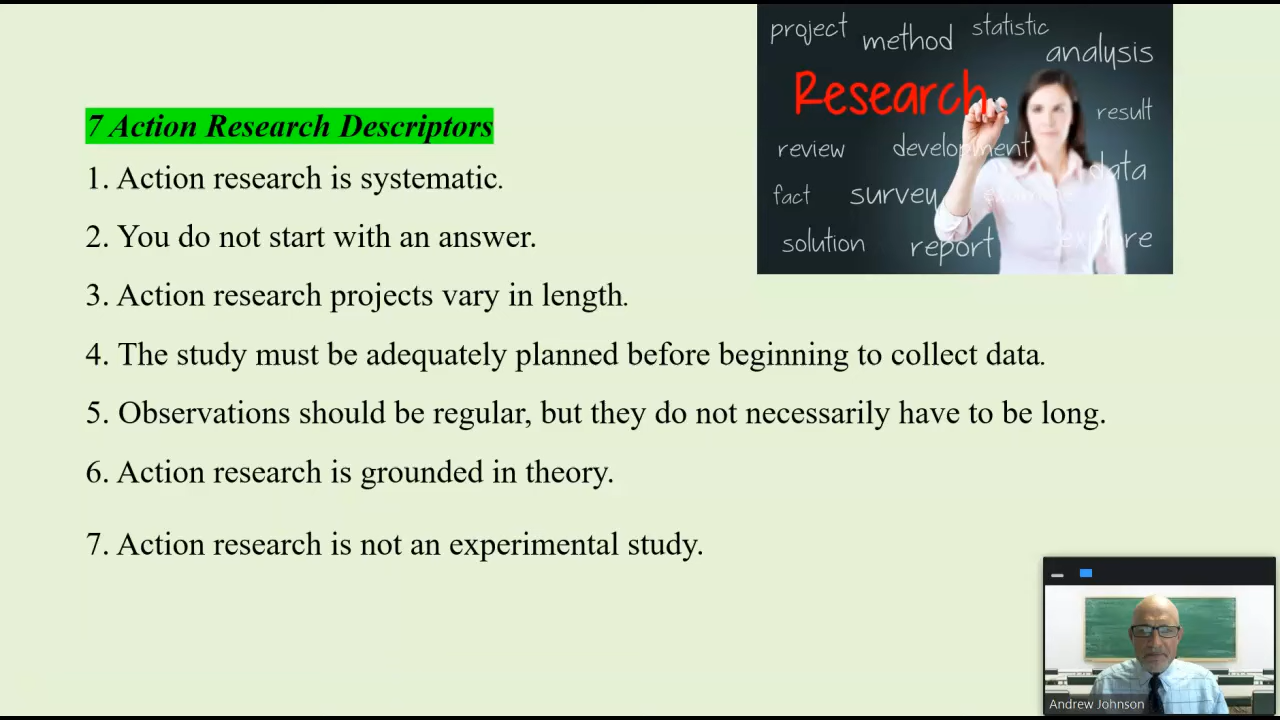 project method statistic analysis
Research
result
review development data
fact survey
solution report explore
7 Action Research Descriptors
1. Action research is systematic.
2. You do not start with an answer.
3. Action research projects vary in length.
4. The study must be adequately planned before beginning to collect data.
5. Observations should be regular, but they do not necessarily have to be long.
6. Action research is grounded in theory.
7. Action research is not an experimental study.
Andrew Johnson